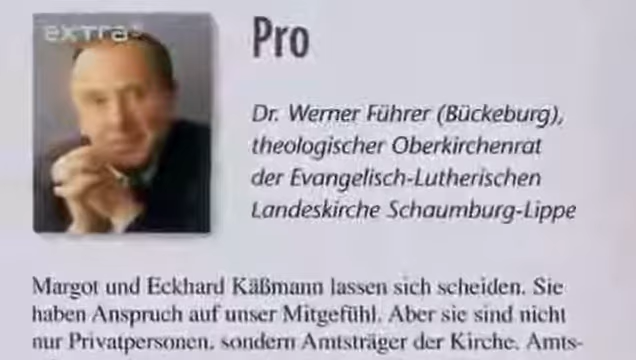 extra³
Pro
Dr. Werner Führer (Bückeburg),
theologischer Oberkirchenrat
der Evangelisch-Lutherischen
Landeskirche Schaumburg-Lippe
Margot und Eckhard Käßmann lassen sich scheiden. Sie
haben Anspruch auf unser Mitgefühl. Aber sie sind nicht
nur Privatpersonen, sondern Amtsträger der Kirche. Amts-